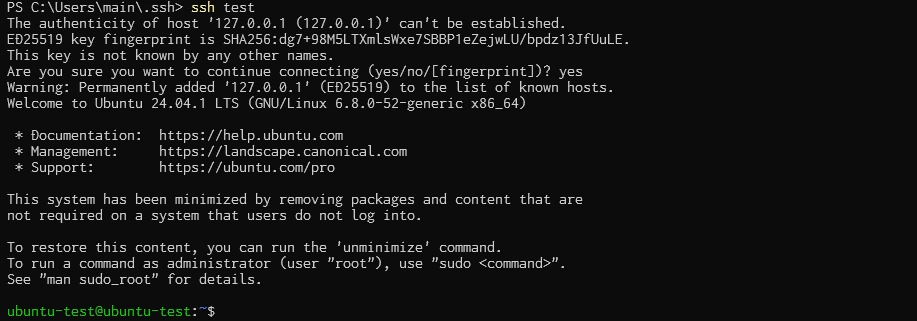 PS C:\Users\main\.ssh> ssh test
The authenticity of host '127.0.0.1 (127.0.0.1)' can't be established.
EĐ25519 key fingerprint is SHA256:dg7+98M5LTXmlsWxe7SBBP1eZejwLU/bpdz13JfUuLE.
This key is not known by any other names.
Are you sure you want to continue connecting (yes/no/[fingerprint])? yes
Warning: Permanently added '127.0.0.1' (EĐ25519) to the list of known hosts.
Welcome to Ubuntu 24.04.1 LTS (GNU/Linux 6.8.0-52-generic x86_64)
* Đocumentation: https://help.ubuntu.com
* Management: https://landscape.canonical.com
* Support: https://ubuntu.com/pro
This system has been minimized by removing packages and content that are
not required on a system that users do not log into.
To restore this content, you can run the 'unminimize' command.
To run a command as administrator (user "root"), use "sudo <command>".
See "man sudo_root" for details.
ubuntu-test@ubuntu-test:~$